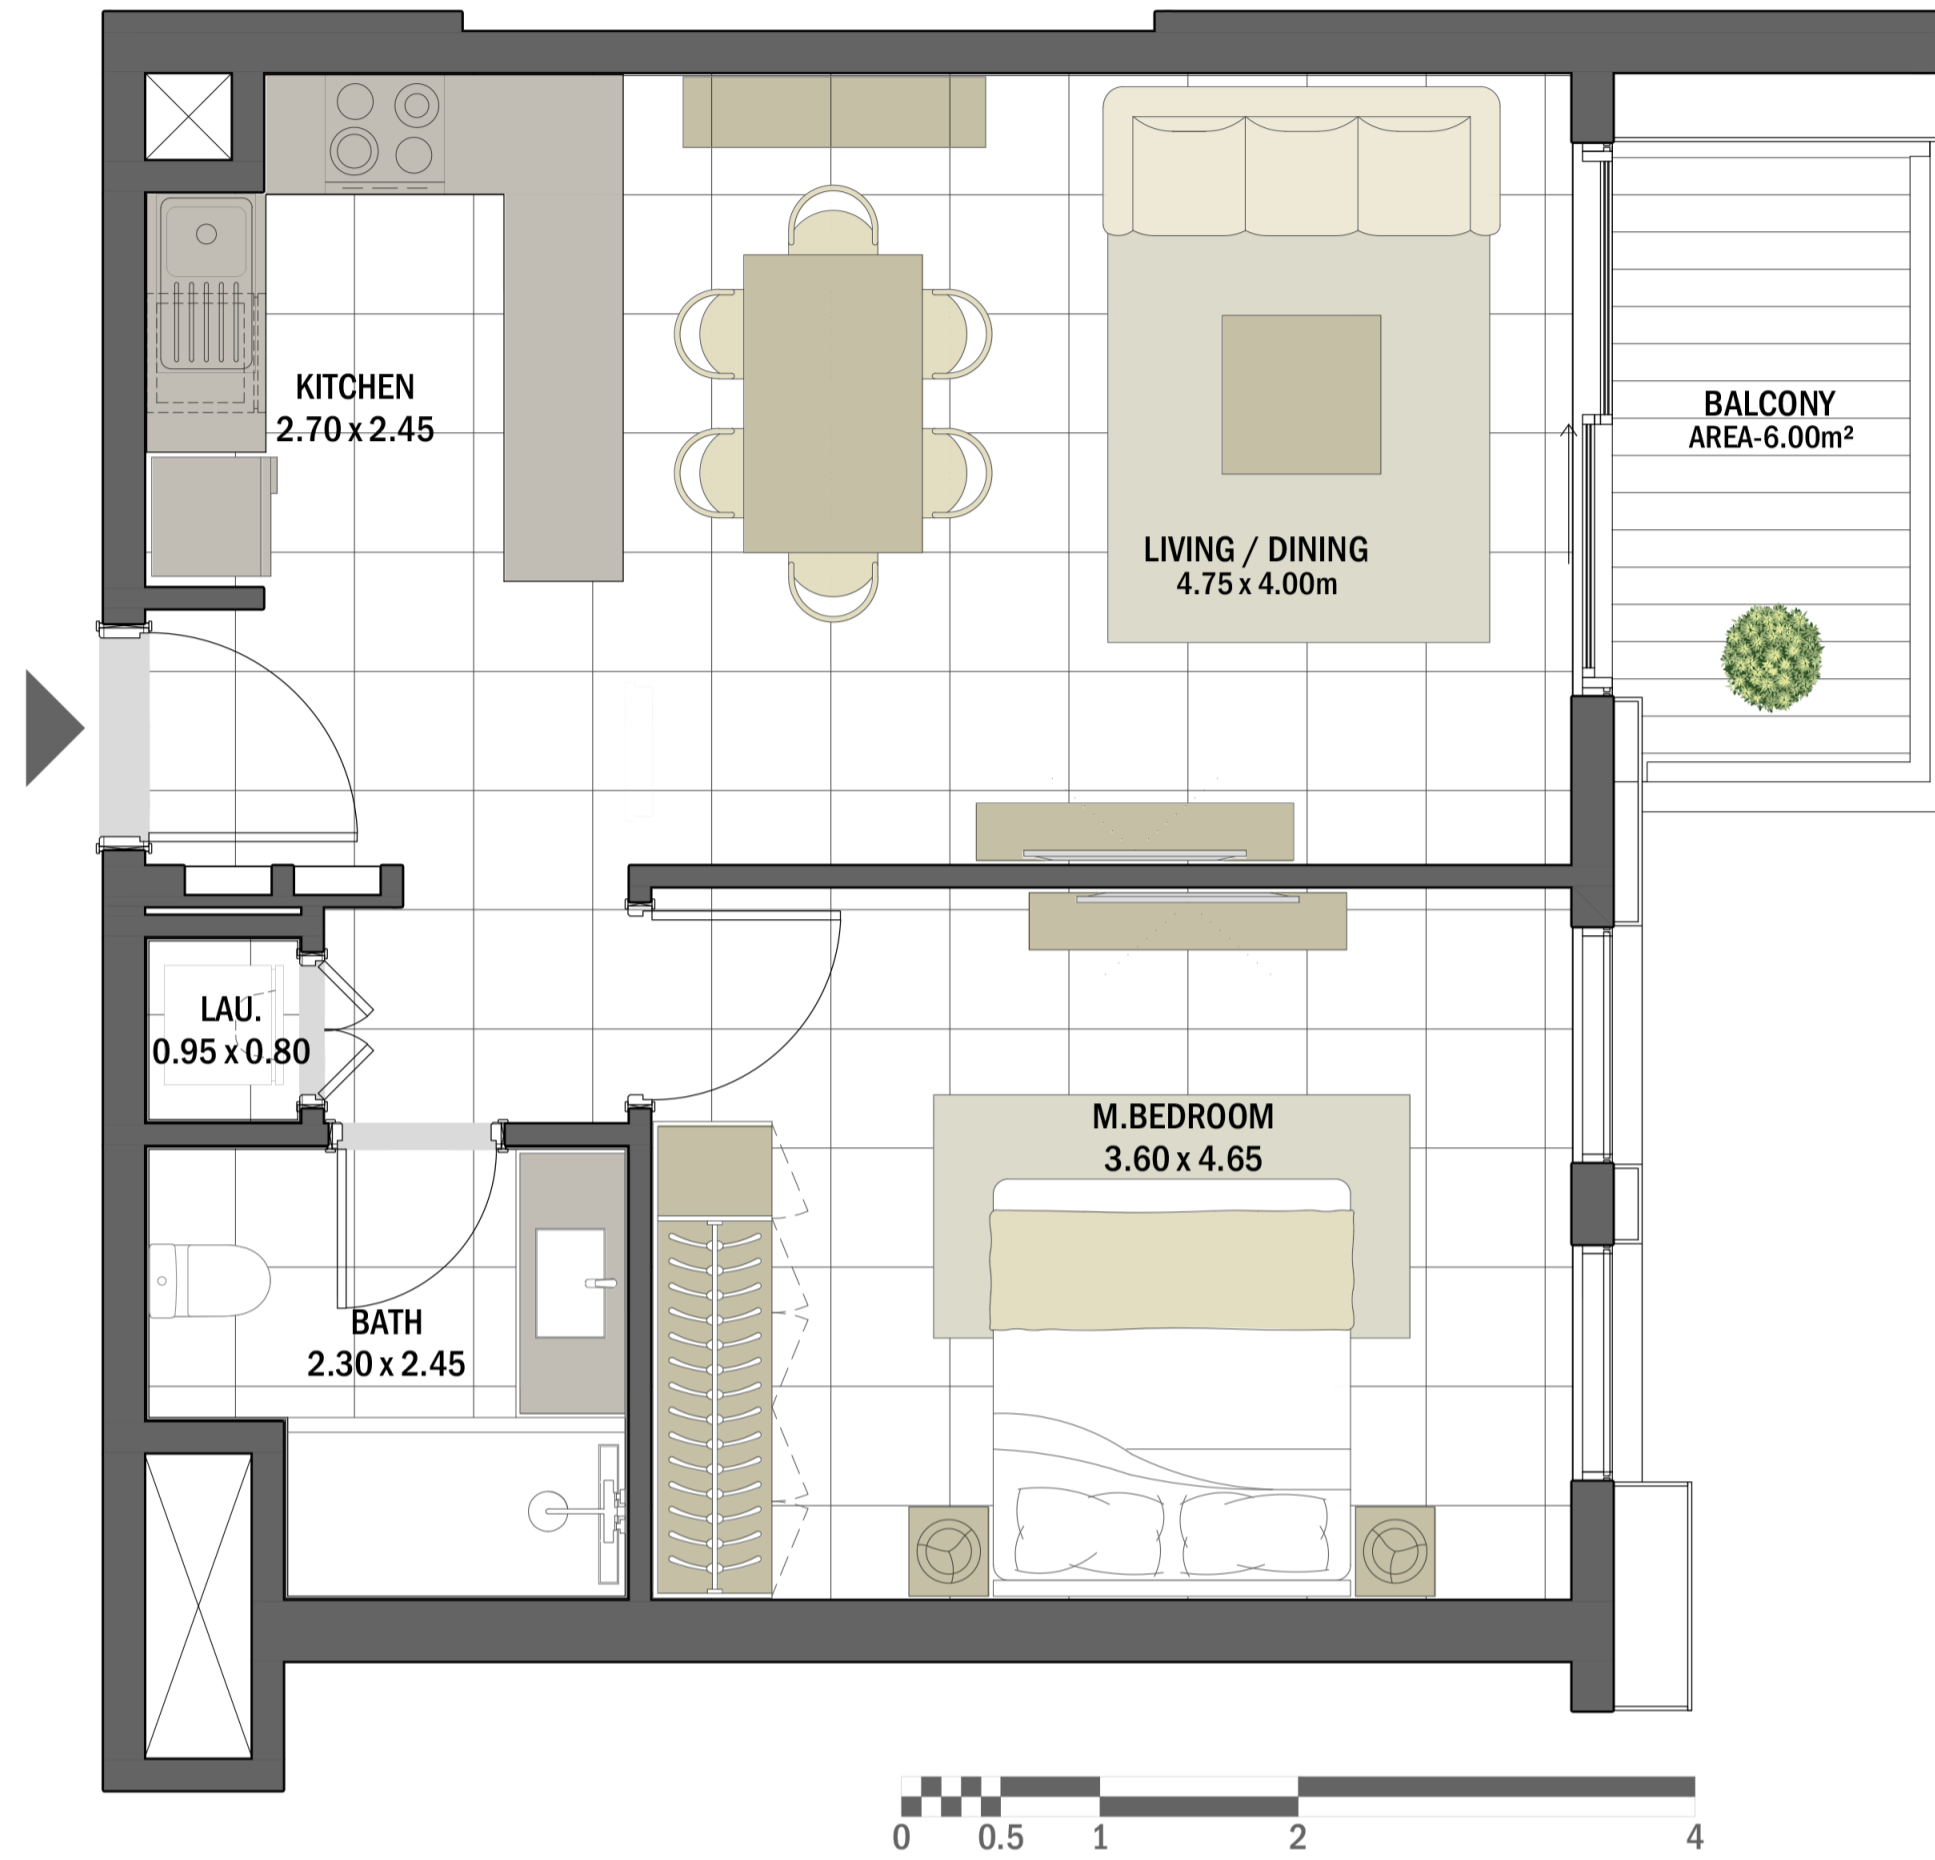 KITCHEN
2.70 x 2.45
BALCONY
AREA-6.00m²
LIVING / DINING
4.75 x 4.00m
LAU.
0.95 x 0.80
M.BEDROOM
3.60 x 4.65
BATH
2.30 x 2.45
0 0.5 1 2 4